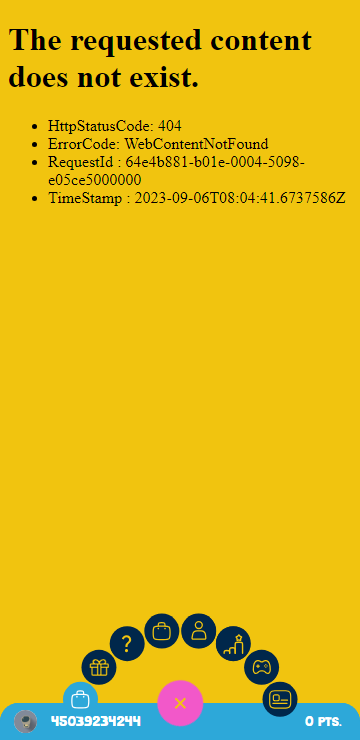 The requested content
does not exist.
HttpStatusCode: 404
ErrorCode: WebContentNotFound
RequestId : 64e4b881-b01e-0004-5098-
e05ce5000000
TimeStamp : 2023-09-06T08:04:41.6737586Z
?
45039234244
0 PTS.